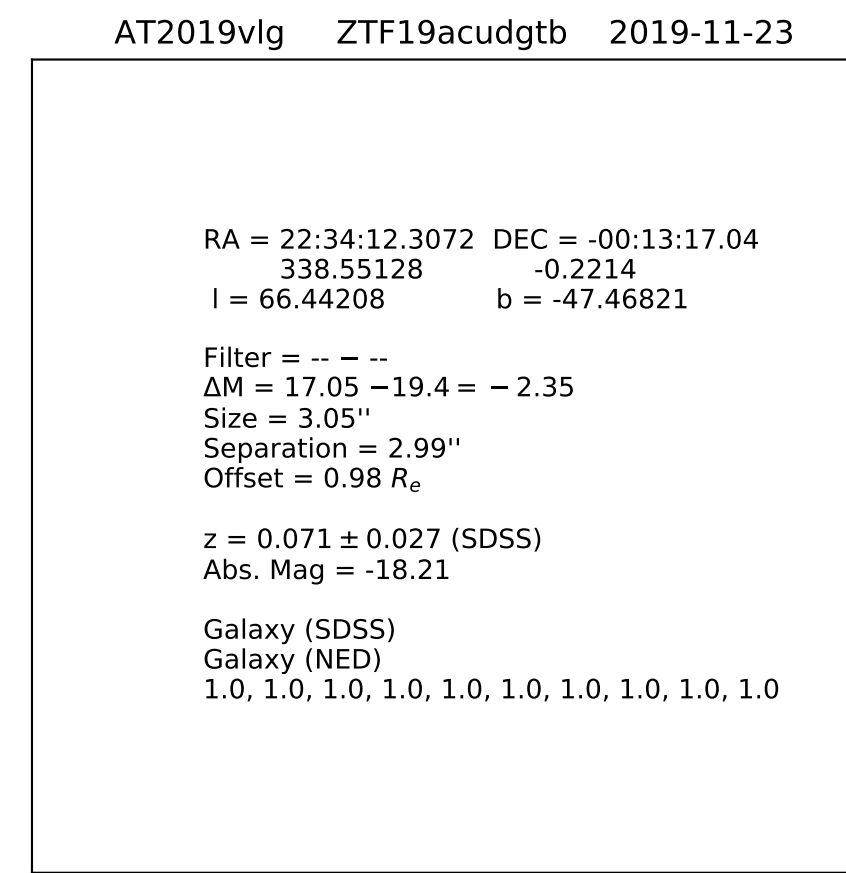 AT2019vlg ZTF19acudgtb 2019-11-23
RA = 22:34:12.3072 DEC = -00:13:17.04
338.55128 -0.2214
l = 66.44208 b = -47.46821
Filter = -- − --
ΔM = 17.05 −19.4 = − 2.35
Size = 3.05''
Separation = 2.99''
Offset = 0.98 Re
z = 0.071 ± 0.027 (SDSS)
Abs. Mag = -18.21
Galaxy (SDSS)
Galaxy (NED)
1.0, 1.0, 1.0, 1.0, 1.0, 1.0, 1.0, 1.0, 1.0, 1.0